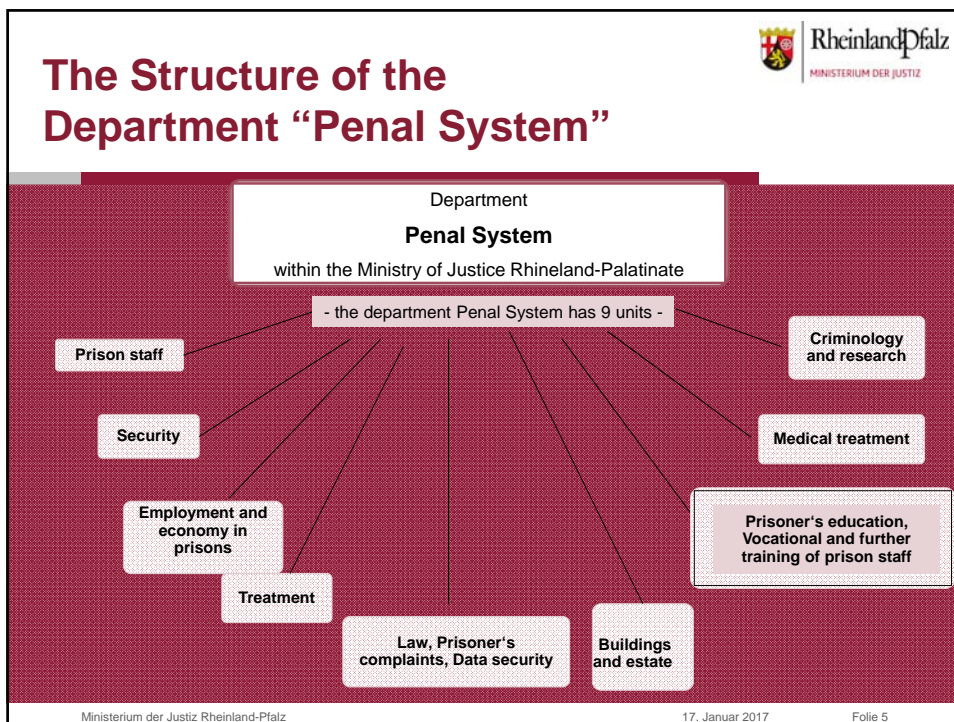 The Structure of the
Department “Penal System”
RheinlandPfalz
MINISTERIUM DER JUSTIZ
Department
Penal System
within the Ministry of Justice Rhineland-Palatinate
- the department Penal System has 9 units -
Prison staff
Security
Employment and
economy in
prisons
Treatment
Law, Prisoner‘s
complaints, Data security
Buildings
and estate
Prisoner‘s education,
Vocational and further
training of prison staff
Medical treatment
Criminology
and research
Ministerium der Justiz Rheinland-Pfalz
17. Januar 2017
Folie 5